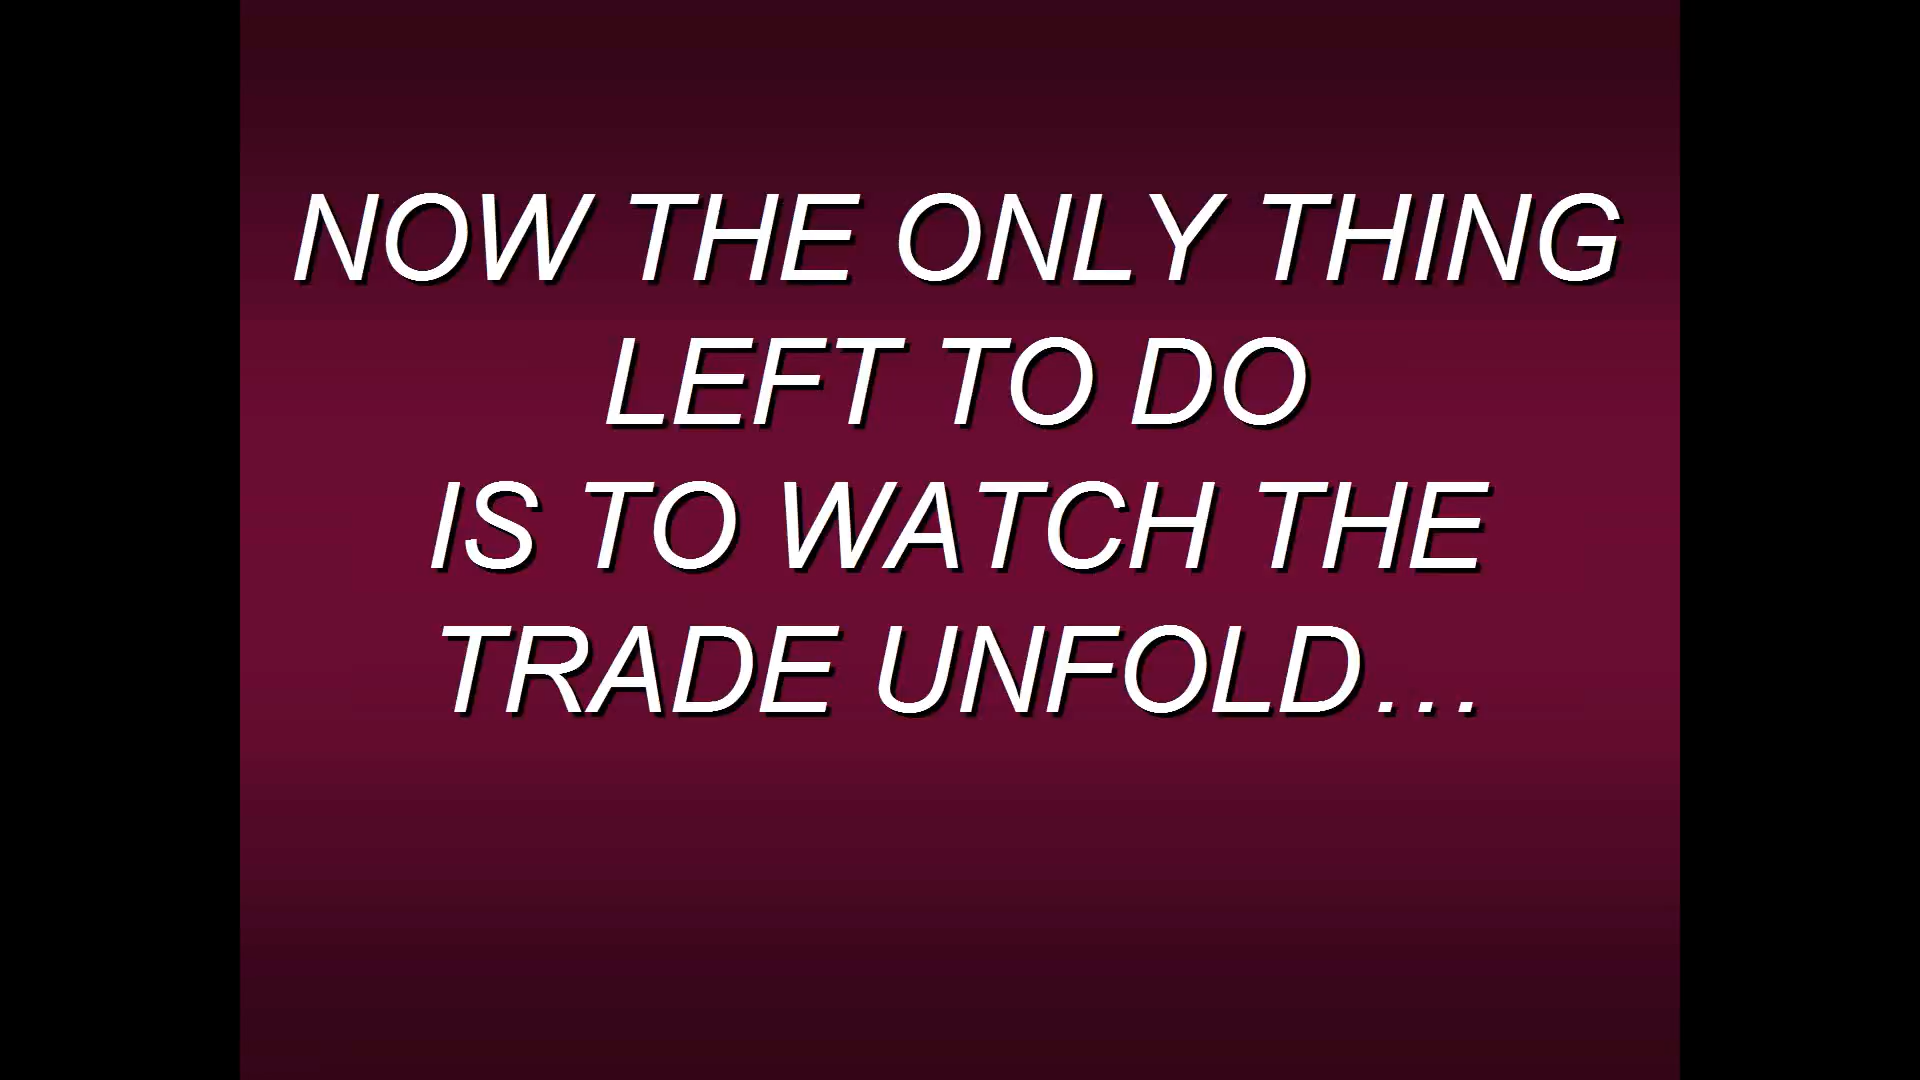 NOW THE ONLY THING
LEFT TO DO
IS TO WATCH THE
TRADE UNFOLD…